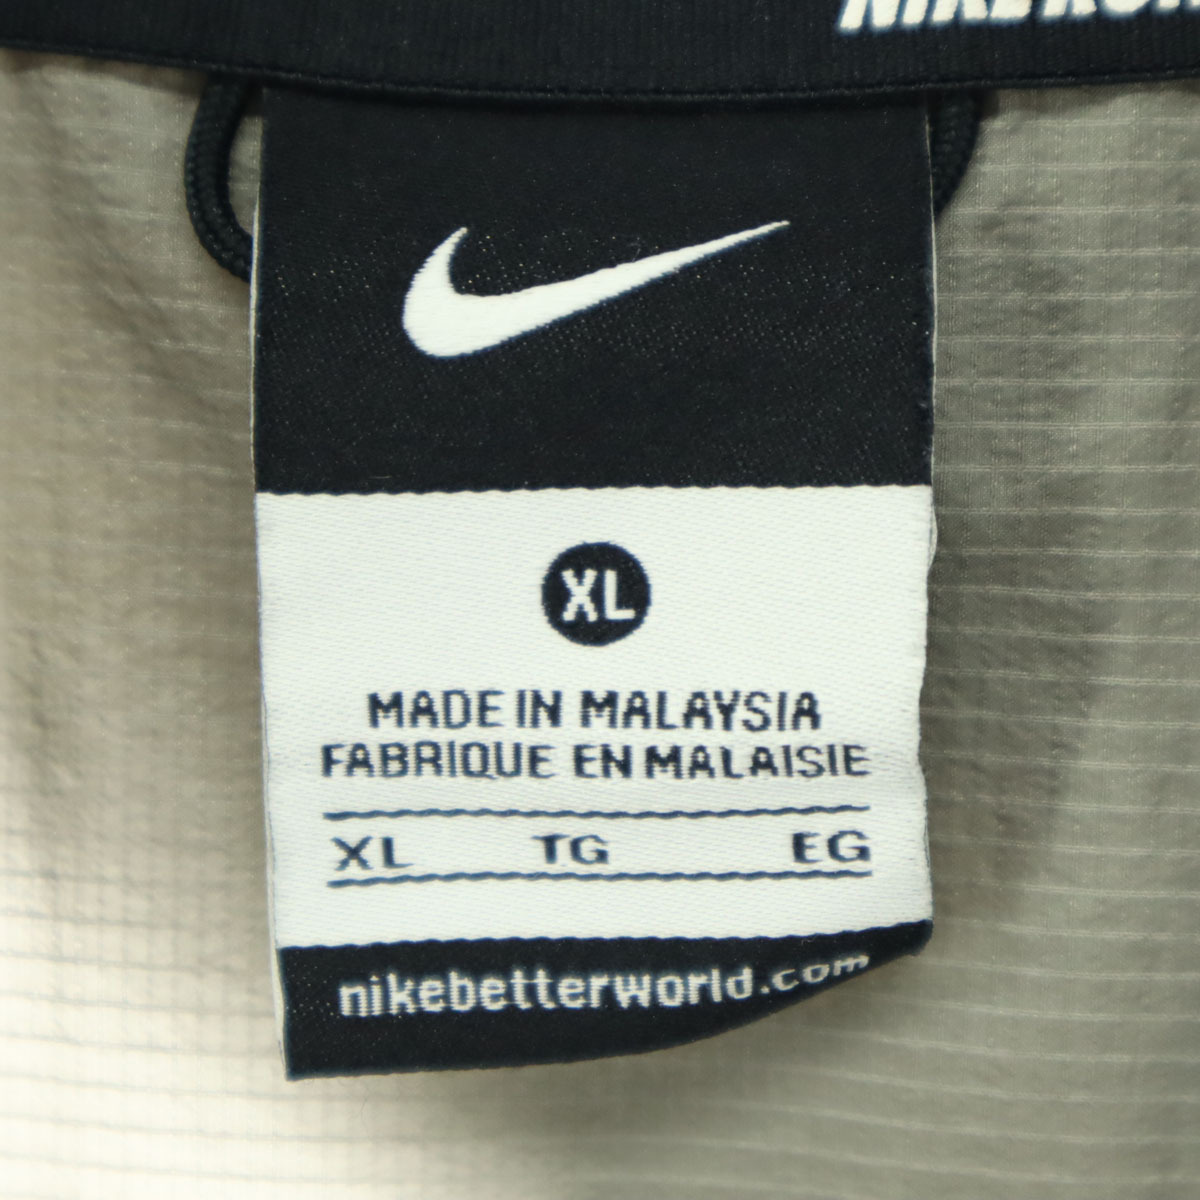 XL
MADE IN MALAYSIA
FABRIQUE EN MALAISIE
XL TG EG
nikebetterworld.com